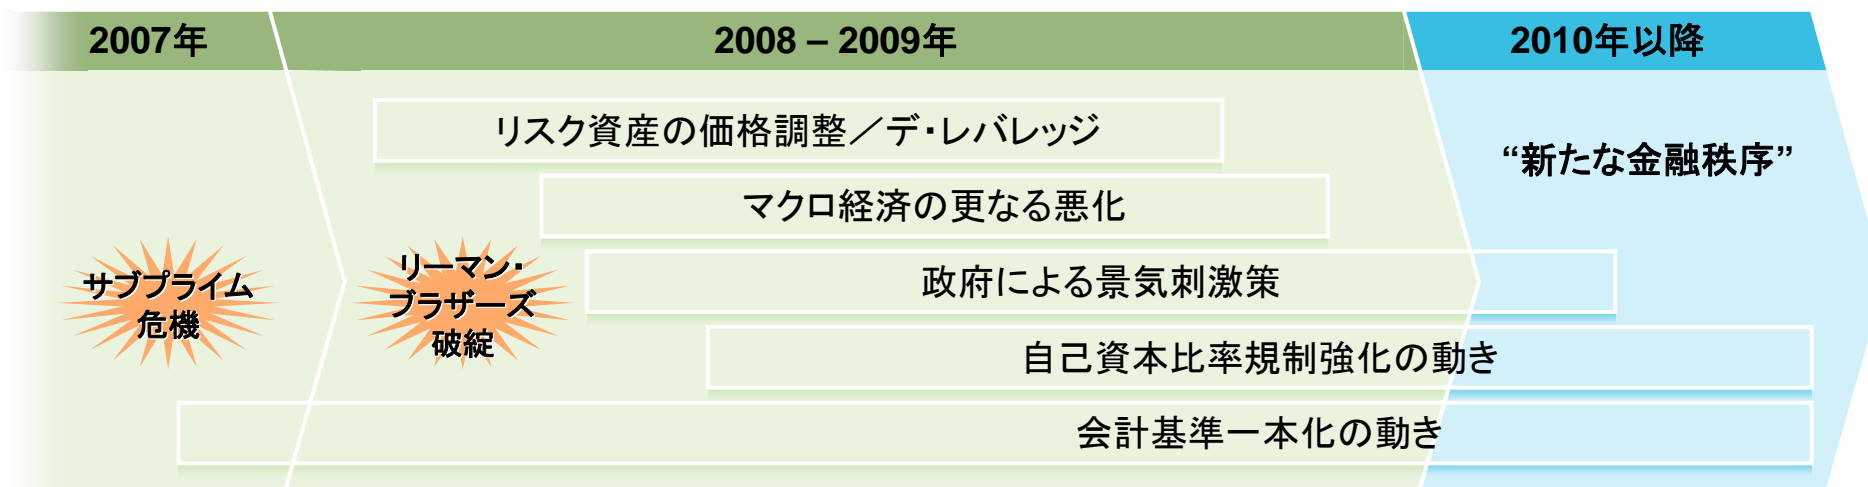 2007年
2008 – 2009年
2010年以降
リスク資産の価格調整／デ・レバレッジ
“新たな金融秩序”
マクロ経済の更なる悪化
サブプライム
危機
リーマン・
ブラザーズ
破綻
政府による景気刺激策
自己資本比率規制強化の動き
会計基準一本化の動き